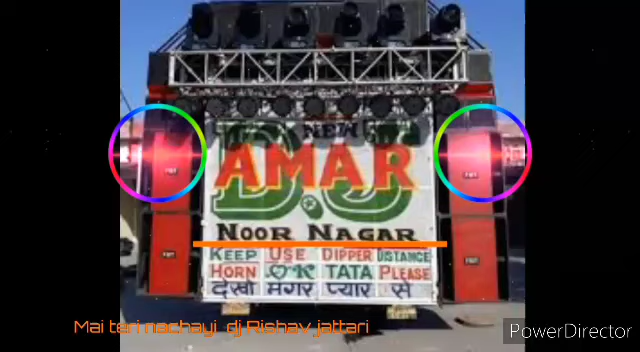 NEW
D.J
AMAR
NOOR NAGAR
KEEP USE DIPPER DISTANCE
HORN OK TATA PLEASE
देखो मगर प्यार से
Mai teri nachayi dj Rishav jattari
PowerDirector